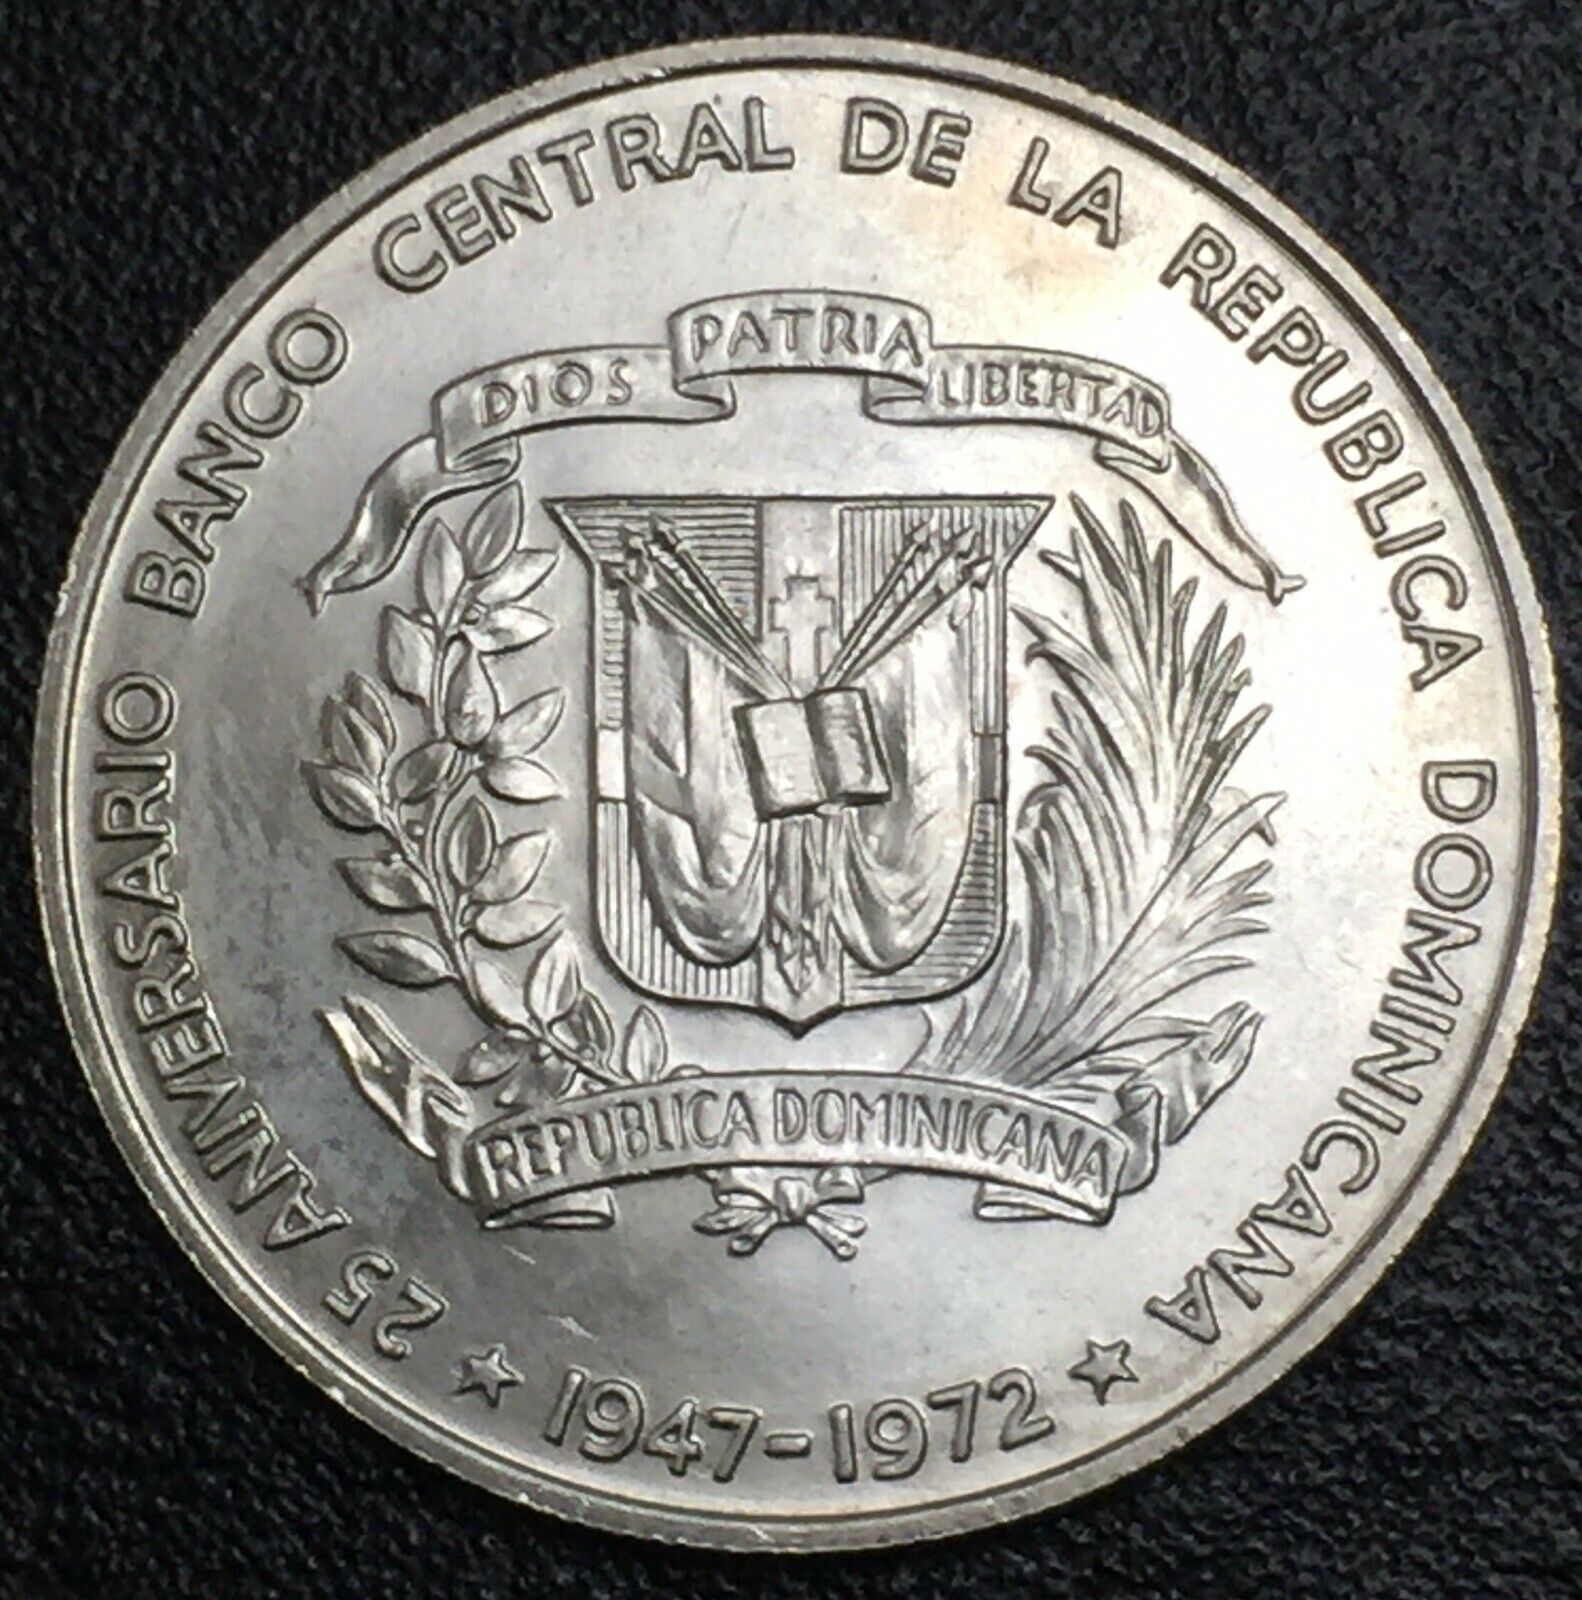 25 ANIVERSARIO BANCO CENTRAL DE LA REPUBLICA DOMINICANA
DIOS PATRIA LIBERTAD
REPUBLICA DOMINICANA
★ 1947-1972 ★